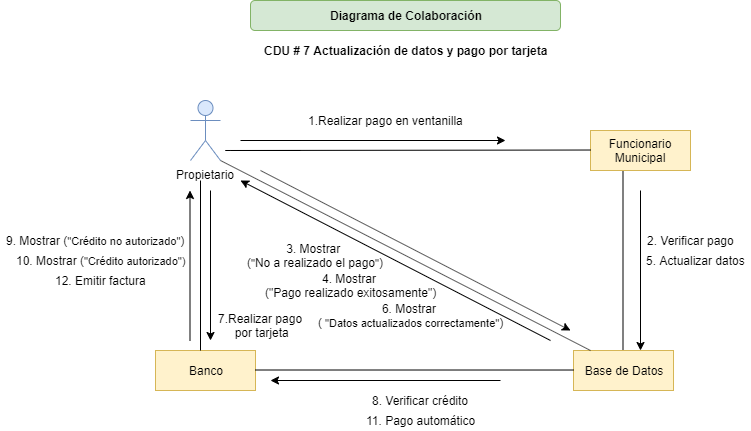 Diagrama de Colaboración
CDU # 7 Actualización de datos y pago por tarjeta
1.Realizar pago en ventanilla
Funcionario
Municipal
Propietario
9. Mostrar ("Crédito no autorizado")
10. Mostrar ("Crédito autorizado")
12. Emitir factura
3. Mostrar
("No a realizado el pago")
4. Mostrar
("Pago realizado exitosamente")
6. Mostrar
( "Datos actualizados correctamente")
2. Verificar pago
5. Actualizar datos
7.Realizar pago
por tarjeta
Banco
Base de Datos
8. Verificar crédito
11. Pago automático